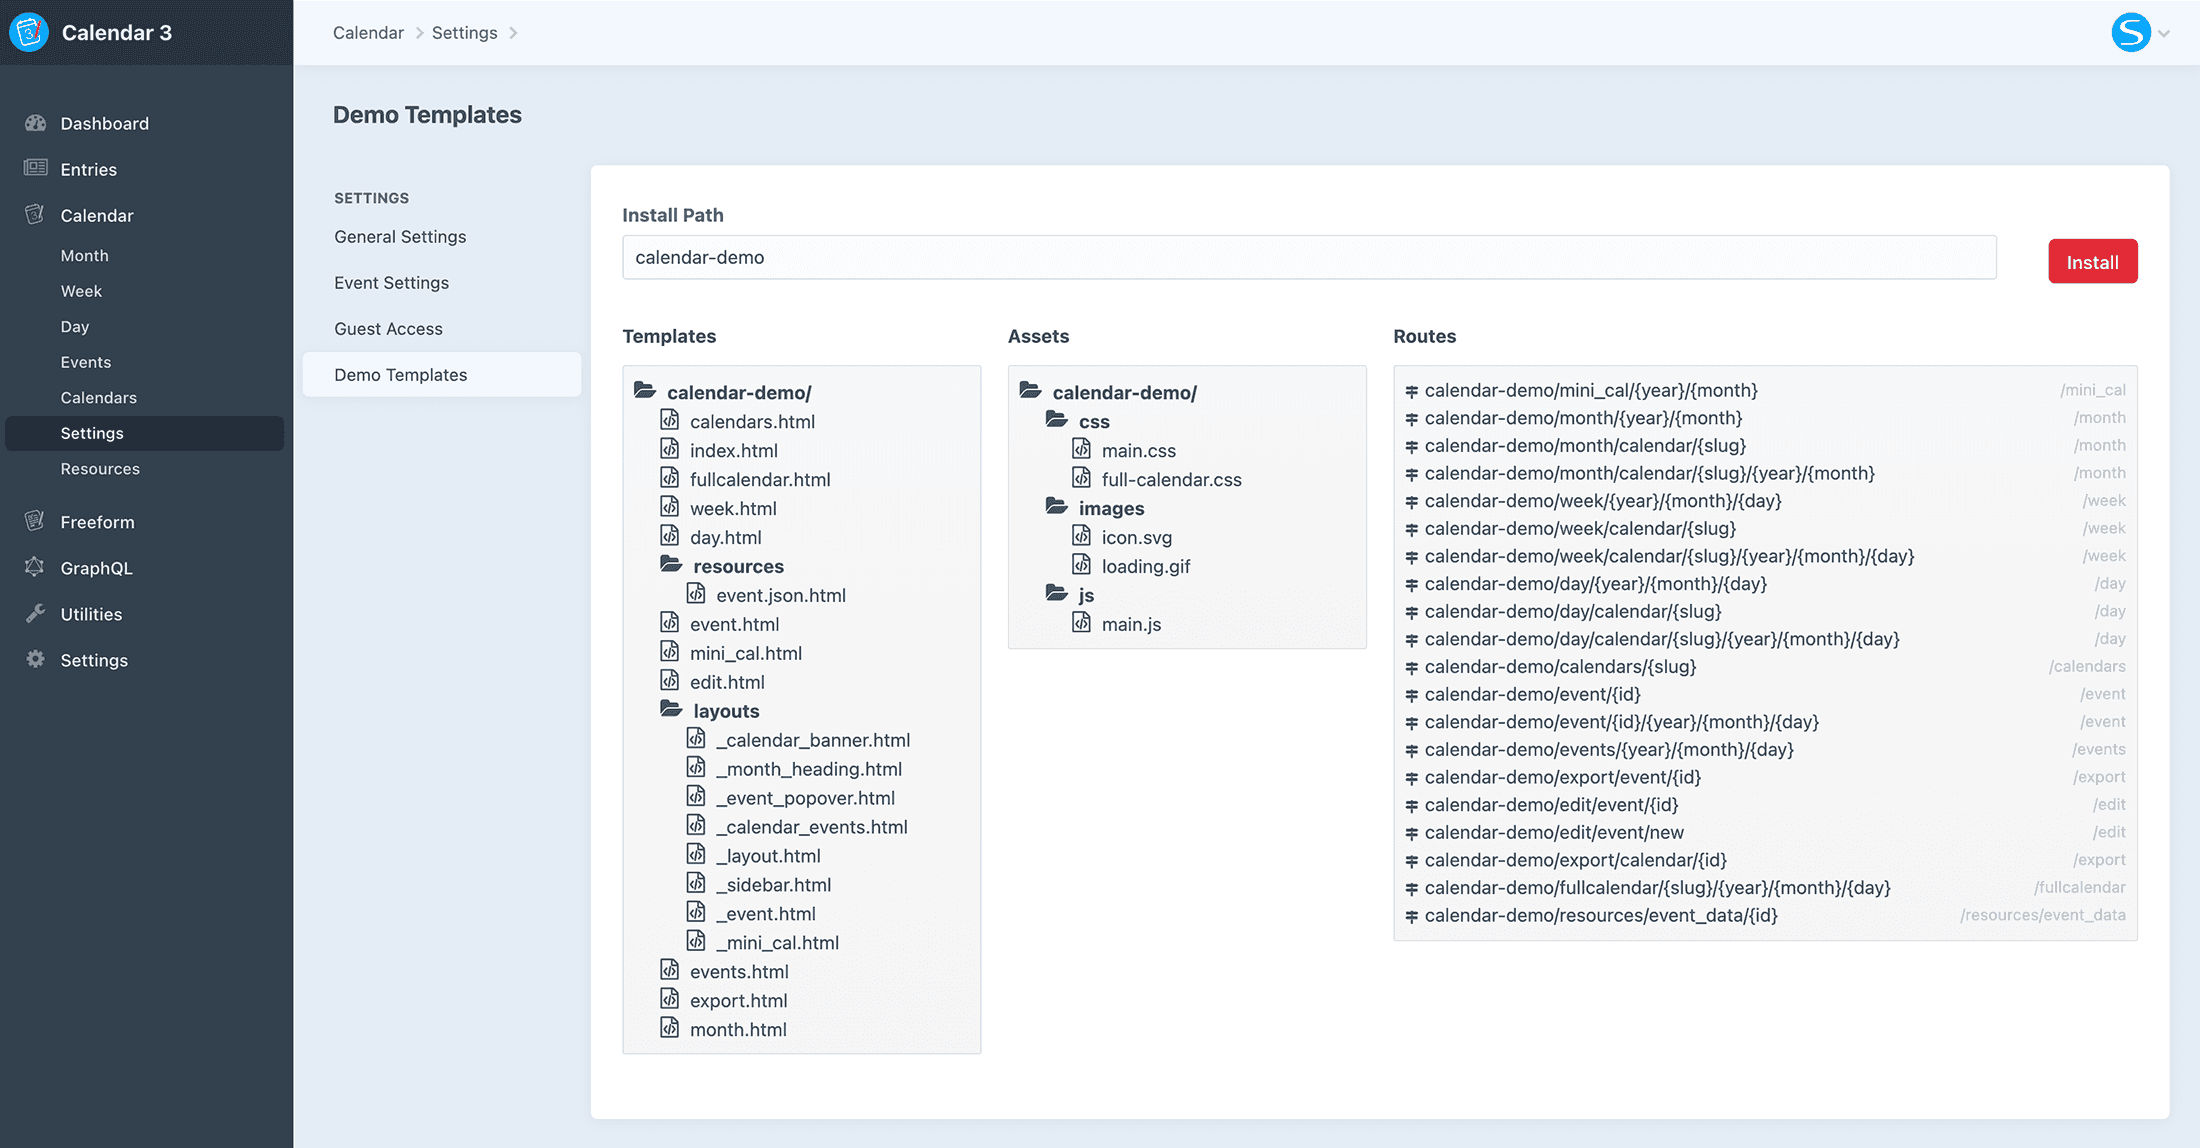 Calendar 3
Calendar
Settings
Dashboard
Entries
Calendar
Month
Week
Day
Events
Calendars
Settings
Resources
Freeform
GraphQL
Utilities
Settings
Demo Templates
SETTINGS
General Settings
Event Settings
Guest Access
Demo Templates
Install Path
calendar-demo
Install
Templates
calendar-demo/
calendars.html
index.html
fullcalendar.html
week.html
day.html
resources
event.json.html
event.html
mini_cal.html
edit.html
layouts
_calendar_banner.html
_month_heading.html
_event_popover.html
_calendar_events.html
_layout.html
_sidebar.html
_event.html
_mini_cal.html
events.html
export.html
month.html
Assets
calendar-demo/
css
main.css
full-calendar.css
images
icon.svg
loading.gif
js
main.js
Routes
calendar-demo/mini_cal/{year}/{month} /mini_cal
calendar-demo/month/{year}/{month} /month
calendar-demo/month/calendar/{slug} /month
calendar-demo/month/calendar/{slug}/{year}/{month} /month
calendar-demo/week/{year}/{month}/{day} /week
calendar-demo/week/calendar/{slug} /week
calendar-demo/week/calendar/{slug}/{year}/{month}/{day} /week
calendar-demo/day/{year}/{month}/{day} /day
calendar-demo/day/calendar/{slug} /day
calendar-demo/day/calendar/{slug}/{year}/{month}/{day} /day
calendar-demo/calendars/{slug} /calendars
calendar-demo/event/{id} /event
calendar-demo/event/{id}/{year}/{month}/{day} /event
calendar-demo/events/{year}/{month}/{day} /events
calendar-demo/export/event/{id} /export
calendar-demo/edit/event/{id} /edit
calendar-demo/edit/event/new /edit
calendar-demo/export/calendar/{id} /export
calendar-demo/fullcalendar/{slug}/{year}/{month}/{day} /fullcalendar
calendar-demo/resources/event_data/{id} /resources/event_data